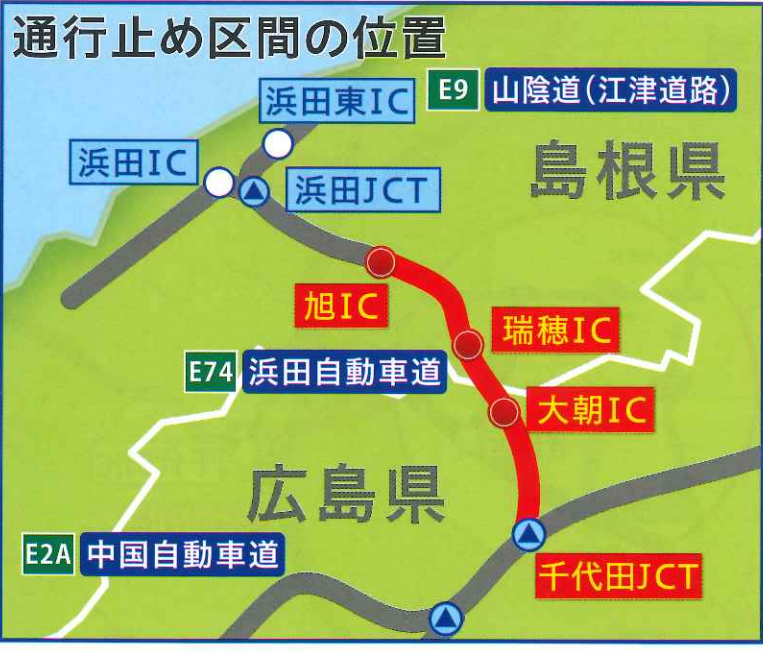 通行止め区間の位置
浜田東IC
E9 山陰道(江津道路)
浜田IC
浜田JCT
島根県
旭IC
瑞穂IC
E74 浜田自動車道
大朝IC
広島県
E2A 中国自動車道
千代田JCT